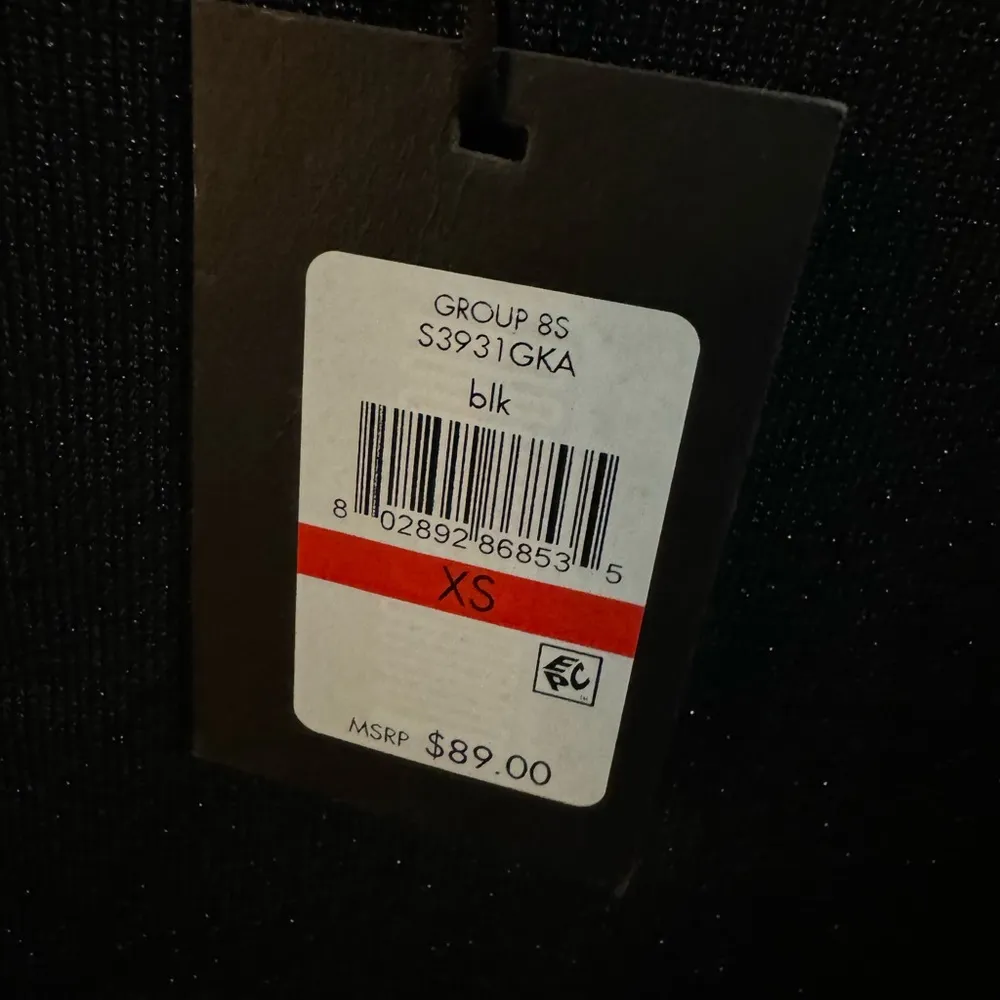 GROUP 8S
S3931GKA
blk
8 02892 86853 5
XS
EPC
MSRP $89.00